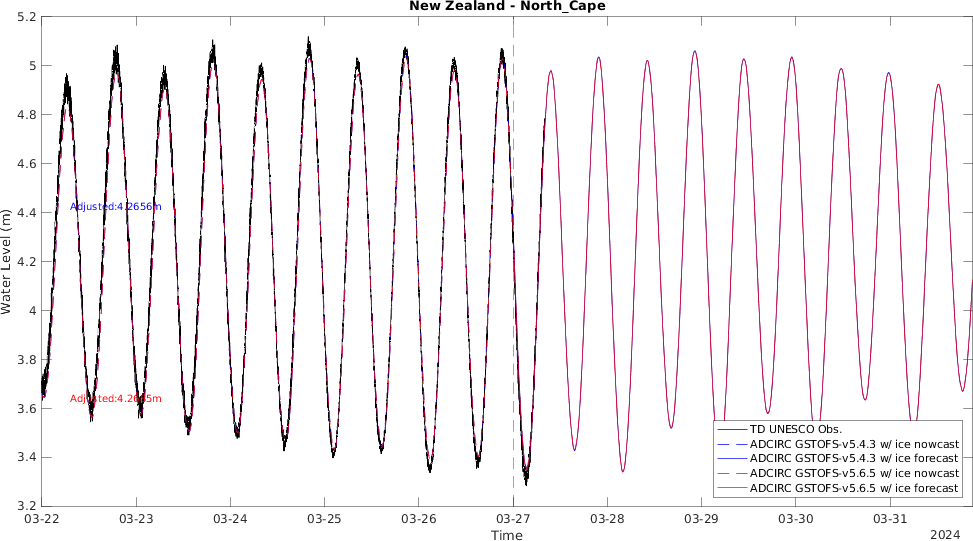 New Zealand - North_Cape
5.2
5
4.8
4.6
4.4
4.2
4
3.8
3.6
3.4
3.2
Water Level (m)
Adjusted:4.2656m
TD UNESCO Obs.
ADCIRC GSTOFS-v5.4.3 w/ ice nowcast
ADCIRC GSTOFS-v5.4.3 w/ ice forecast
ADCIRC GSTOFS-v5.6.5 w/ ice nowcast
ADCIRC GSTOFS-v5.6.5 w/ ice forecast
03-22 03-23 03-24 03-25 03-26 03-27 03-28 03-29 03-30 03-31
Time
2024